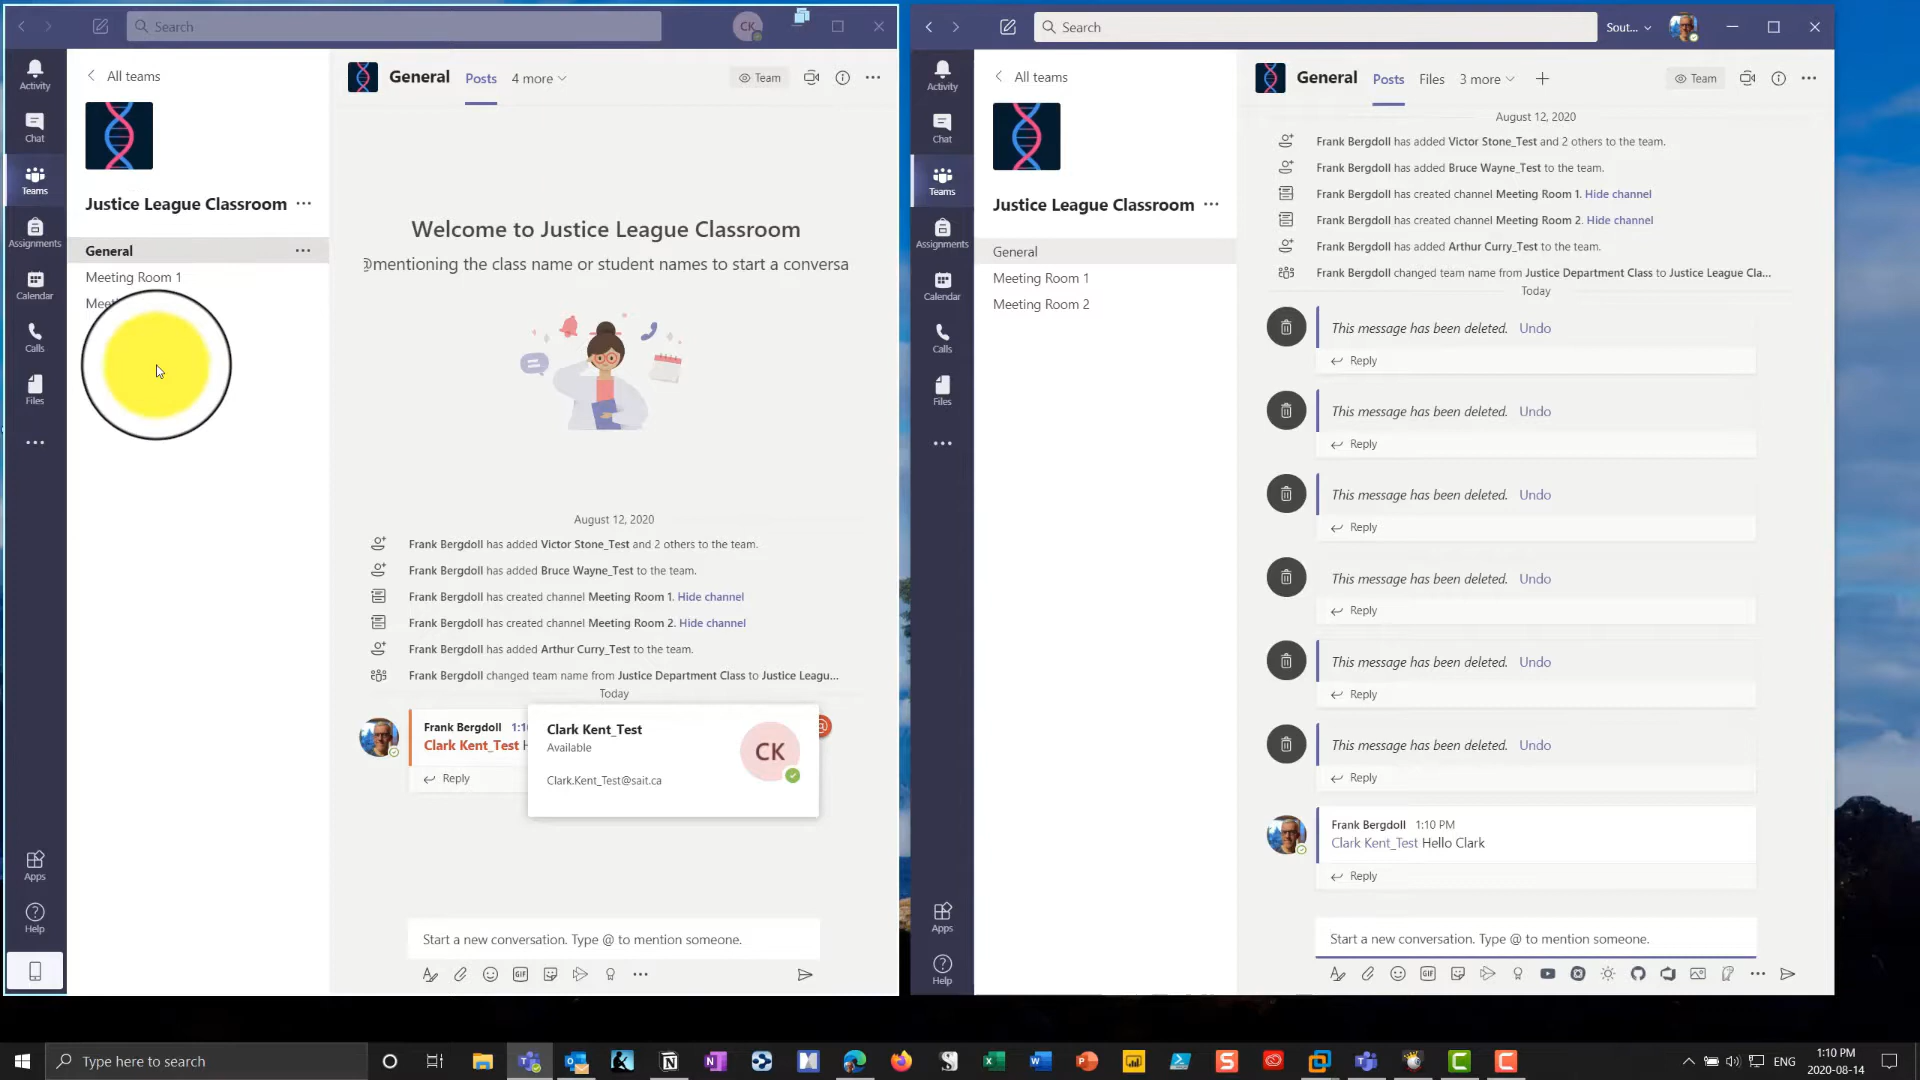 Search
CK
Activity
Chat
Teams
Assignments
Calendar
Calls
Files
Apps
Help
All teams
Justice League Classroom
General
Meeting Room 1
General
Posts
4 more
Team
Welcome to Justice League Classroom
@mentioning the class name or student names to start a conversa
August 12, 2020
Frank Bergdoll has added Victor Stone_Test and 2 others to the team.
Frank Bergdoll has added Bruce Wayne_Test to the team.
Frank Bergdoll has created channel Meeting Room 1. Hide channel
Frank Bergdoll has created channel Meeting Room 2. Hide channel
Frank Bergdoll has added Arthur Curry_Test to the team.
Frank Bergdoll changed team name from Justice Department Class to Justice Leagu...
Today
Frank Bergdoll
Clark Kent_Test
Reply
Clark Kent_Test
Available
Clark.Kent_Test@sait.ca
CK
Start a new conversation. Type @ to mention someone.
GIF
Search
Sout...
Activity
Chat
Teams
Assignments
Calendar
Calls
Files
Apps
Help
All teams
Justice League Classroom
General
Meeting Room 1
Meeting Room 2
General
Posts
Files
3 more
Team
August 12, 2020
Frank Bergdoll has added Victor Stone_Test and 2 others to the team.
Frank Bergdoll has added Bruce Wayne_Test to the team.
Frank Bergdoll has created channel Meeting Room 1. Hide channel
Frank Bergdoll has created channel Meeting Room 2. Hide channel
Frank Bergdoll has added Arthur Curry_Test to the team.
Frank Bergdoll changed team name from Justice Department Class to Justice League Cla...
Today
This message has been deleted. Undo
Reply
This message has been deleted. Undo
Reply
This message has been deleted. Undo
Reply
This message has been deleted. Undo
Reply
This message has been deleted. Undo
Reply
This message has been deleted. Undo
Reply
Frank Bergdoll 1:10 PM
Clark Kent_Test Hello Clark
Reply
Start a new conversation. Type @ to mention someone.
GIF
Type here to search
ENG
1:10 PM
2020-08-14